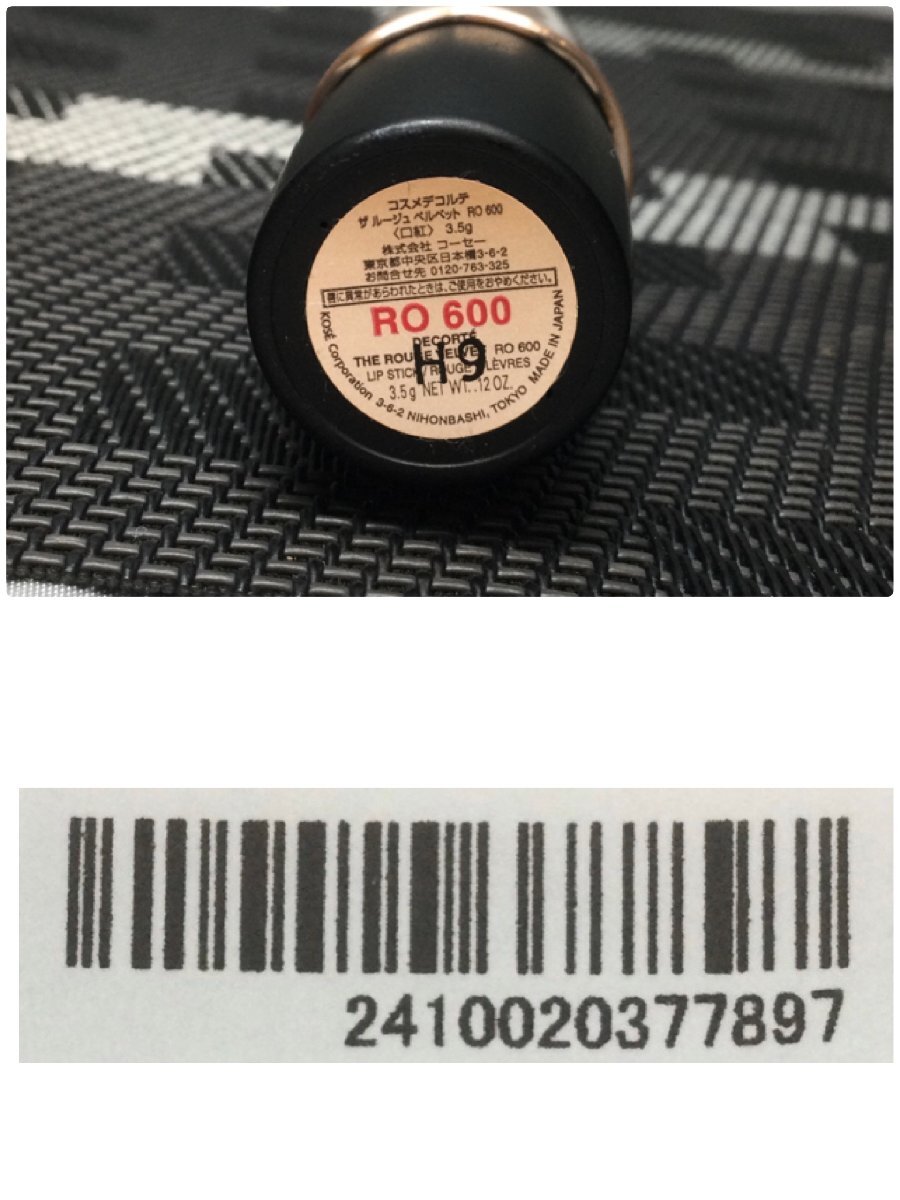 コスメデコルテ
ザ ルージュ ベルベット RO 600
〈口紅〉 3.5g
株式会社 コーセー
東京都中央区日本橋3-6-2
お問合せ先 0120-763-325
に異常があらわれたときは、ご使用をおやめください。
RO 600
DECORTÉ
THE ROUGE VELVET RO 600
H9
LIP STICK/ROUGE LÈVRES
3.5g NET WT. .12 OZ.
KOSÉ Corporation 3-6-2 NIHONBASHI, TOKYO MADE IN JAPAN
2410020377897